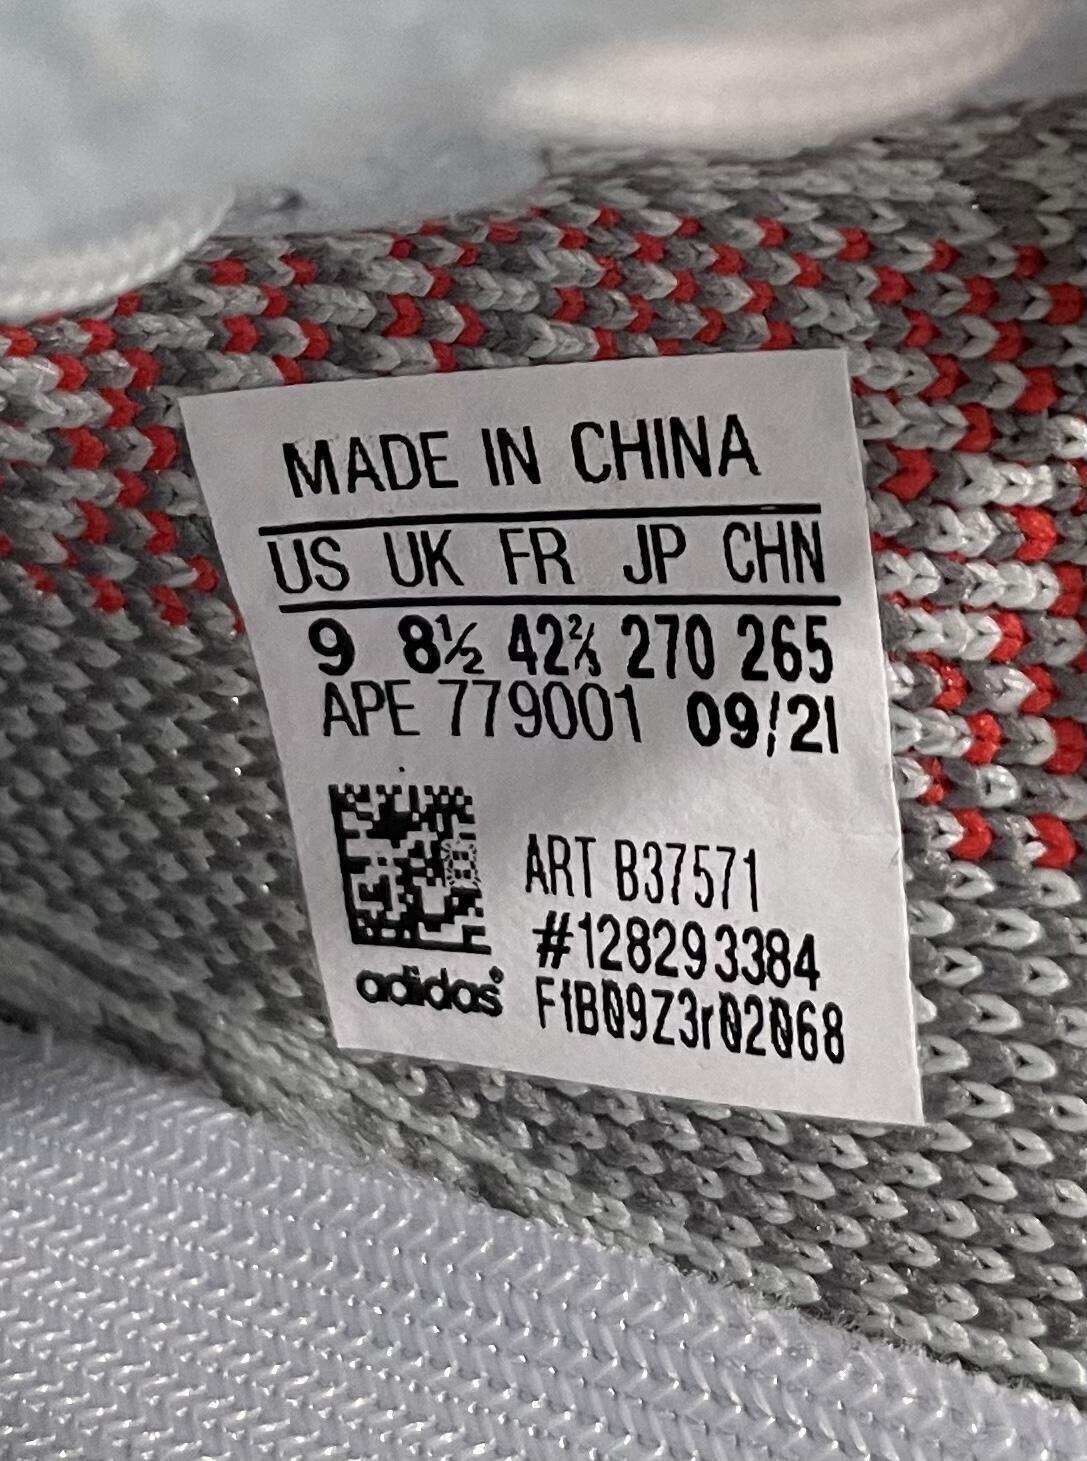 MADE IN CHINA
US UK FR JP CHN
9 8½ 42⅔ 270 265
APE 779001 09/21
ART B37571
#128293384
adidas® F1B09Z3r02068